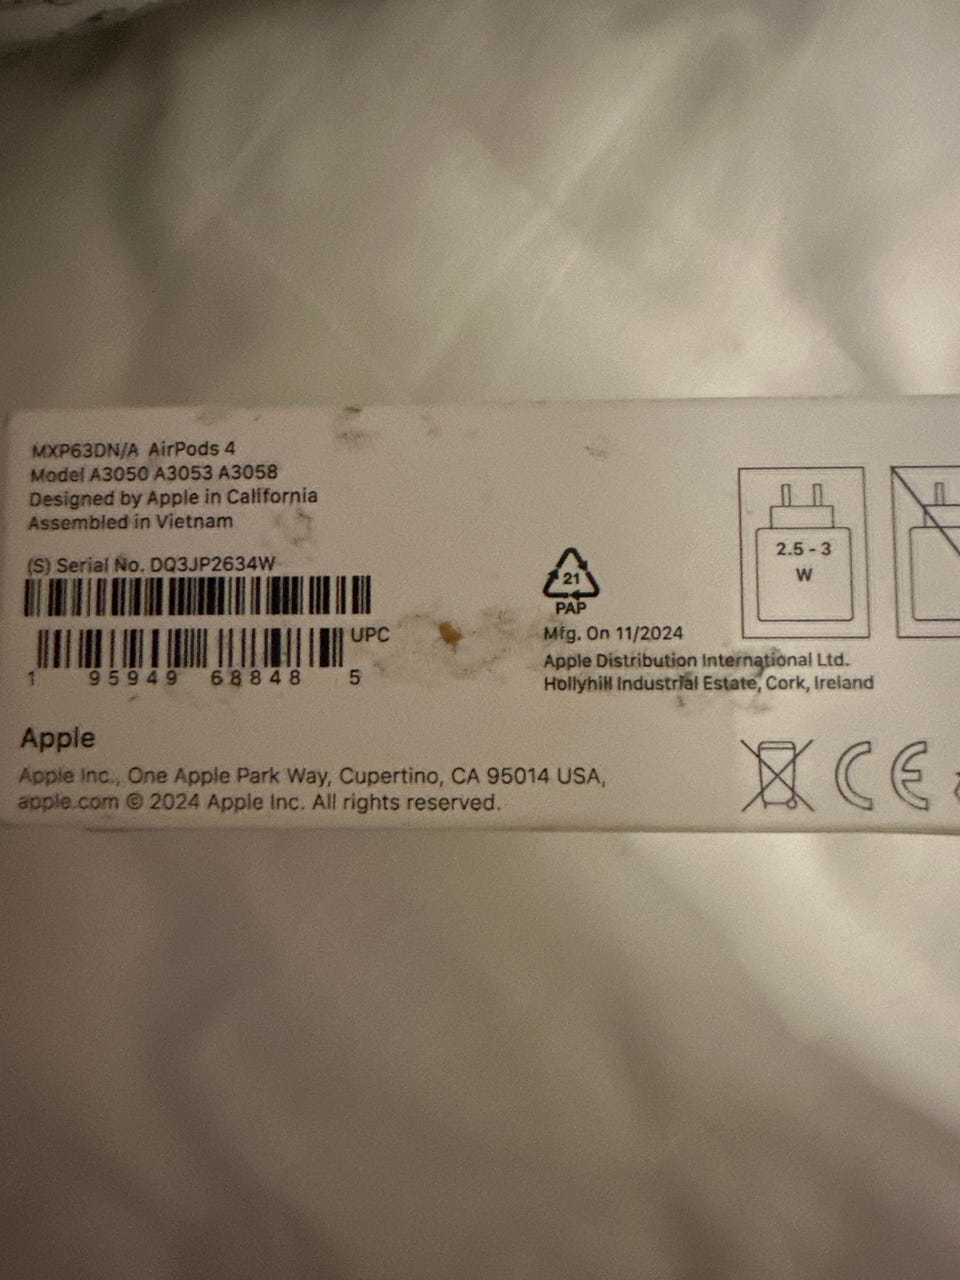 MXP63DN/A AirPods 4
Model A3050 A3053 A3058
Designed by Apple in California
Assembled in Vietnam
(S) Serial No. DQ3JP2634W
UPC
1 95949 68848 5
Apple
Apple Inc., One Apple Park Way, Cupertino, CA 95014 USA,
apple.com © 2024 Apple Inc. All rights reserved.
21
PAP
Mfg. On 11/2024
Apple Distribution International Ltd.
Hollyhill Industrial Estate, Cork, Ireland
2.5 - 3
W
CE